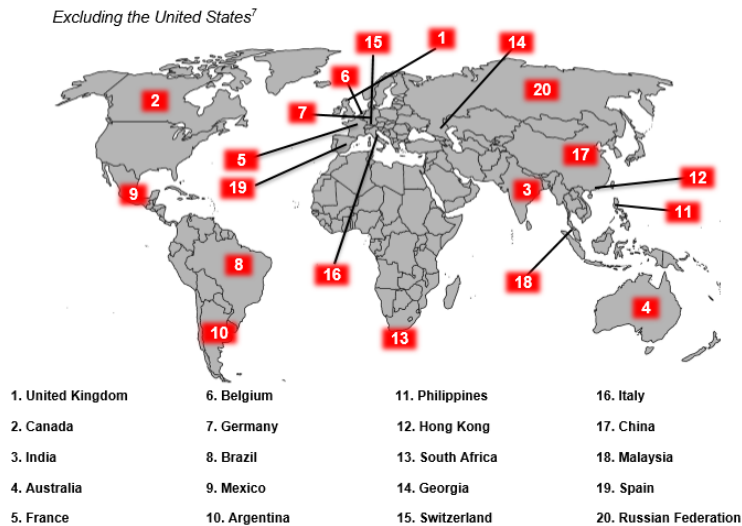 Excluding the United States7
15
1
14
6
20
2
7
17
5
12
3
19
9
11
8
16
18
4
10
13
1. United Kingdom
6. Belgium
11. Philippines
16. Italy
2. Canada
7. Germany
12. Hong Kong
17. China
3. India
8. Brazil
13. South Africa
18. Malaysia
4. Australia
9. Mexico
14. Georgia
19. Spain
5. France
10. Argentina
15. Switzerland
20. Russian Federation